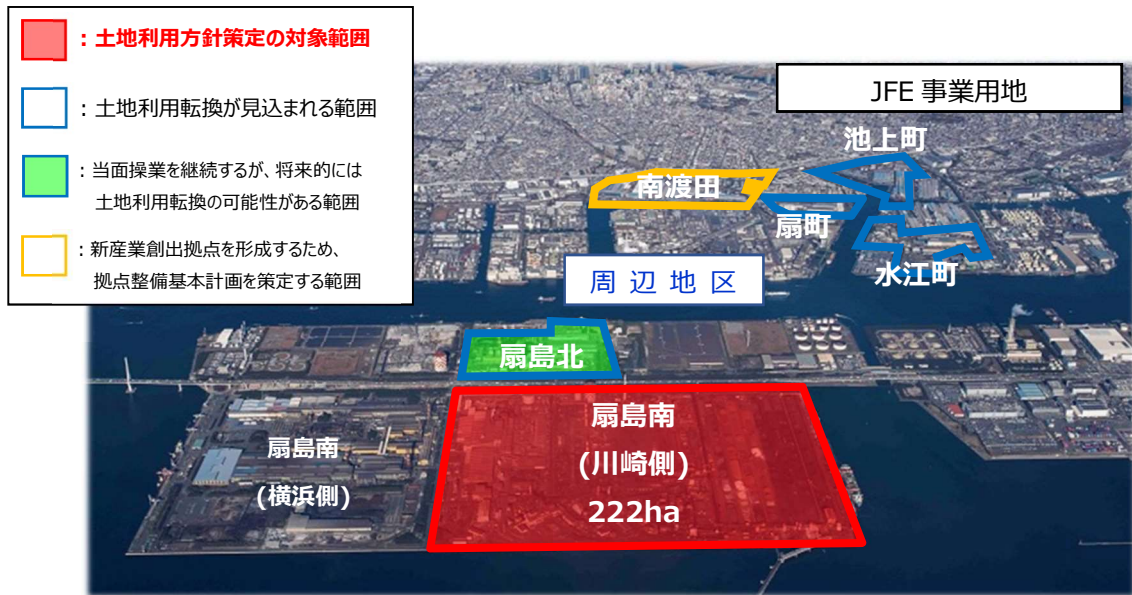 ：土地利用方針策定の対象範囲
：土地利用転換が見込まれる範囲
：当面操業を継続するが、将来的には
土地利用転換の可能性がある範囲
：新産業創出拠点を形成するため、
拠点整備基本計画を策定する範囲
JFE 事業用地
池上町
南渡田
扇町
水江町
周辺地区
扇島北
扇島南
(横浜側)
扇島南
(川崎側)
222ha